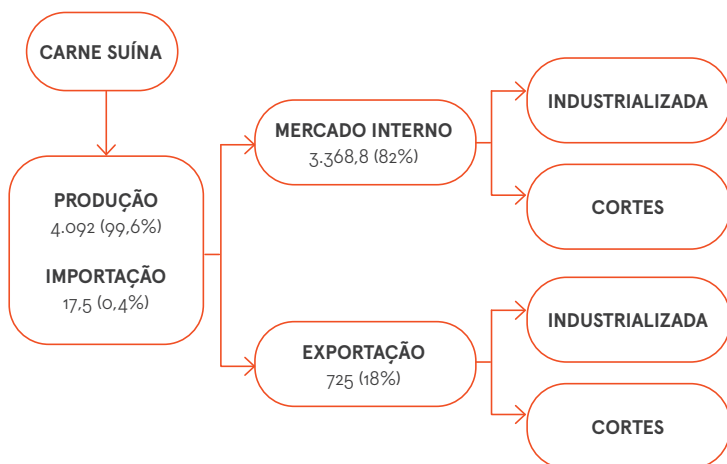 CARNE SUÍNA
PRODUÇÃO
4.092 (99,6%)
IMPORTAÇÃO
17,5 (0,4%)
MERCADO INTERNO
3.368,8 (82%)
EXPORTAÇÃO
725 (18%)
INDUSTRIALIZADA
CORTES
INDUSTRIALIZADA
CORTES